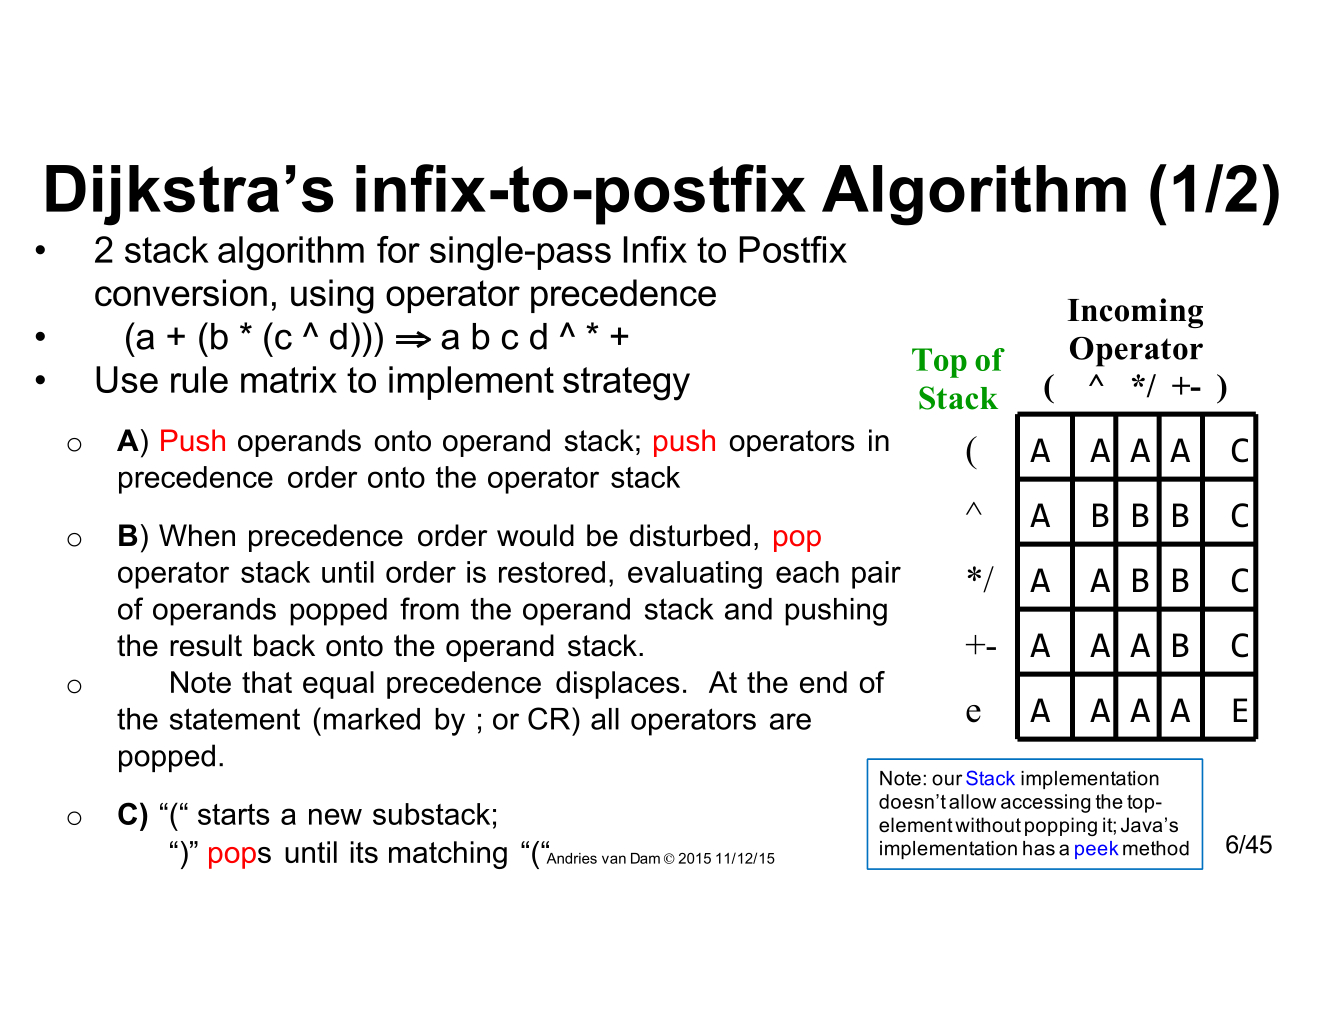 Dijkstra’s infix-to-postfix Algorithm (1/2)
• 2 stack algorithm for single-pass Infix to Postfix
conversion, using operator precedence
• (a + (b * (c ^ d))) ⇒ a b c d ^ * +
• Use rule matrix to implement strategy
o A) Push operands onto operand stack; push operators in
precedence order onto the operator stack
o B) When precedence order would be disturbed, pop
operator stack until order is restored, evaluating each pair
of operands popped from the operand stack and pushing
the result back onto the operand stack.
o Note that equal precedence displaces. At the end of
the statement (marked by ; or CR) all operators are
popped.
o C) “(“ starts a new substack;
“)” pops until its matching “(“
Andries van Dam © 2015 11/12/15
Incoming
Operator
Top of
Stack
( ^ */ +- )
( A A A A C
^ A B B B C
*/ A A B B C
+- A A A B C
e A A A A E
Note: our Stack implementation
doesn’t allow accessing the top-
element without popping it; Java’s
implementation has a peek method
6/45